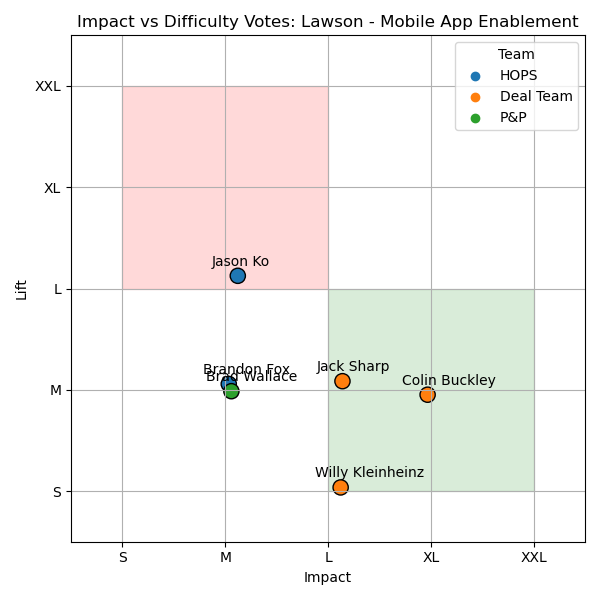 Impact vs Difficulty Votes: Lawson - Mobile App Enablement
Team
HOPS
Deal Team
P&P
XXL
XL
L
M
S
Lift
Jason Ko
Brandon Fox
Brad Wallace
Jack Sharp
Colin Buckley
Willy Kleinheinz
S
M
L
XL
XXL
Impact